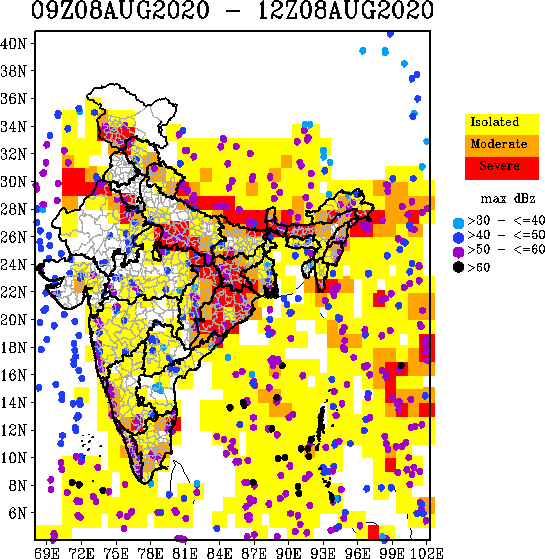 09Z08AUG2020 - 12Z08AUG2020
40N
38N
36N
34N
32N
30N
28N
26N
24N
22N
20N
18N
16N
14N
12N
10N
8N
6N
69E 72E 75E 78E 81E 84E 87E 90E 93E 96E 99E 102E
Isolated
Moderate
Severe
max dBz
>30 - <=40
>40 - <=50
>50 - <=60
>60